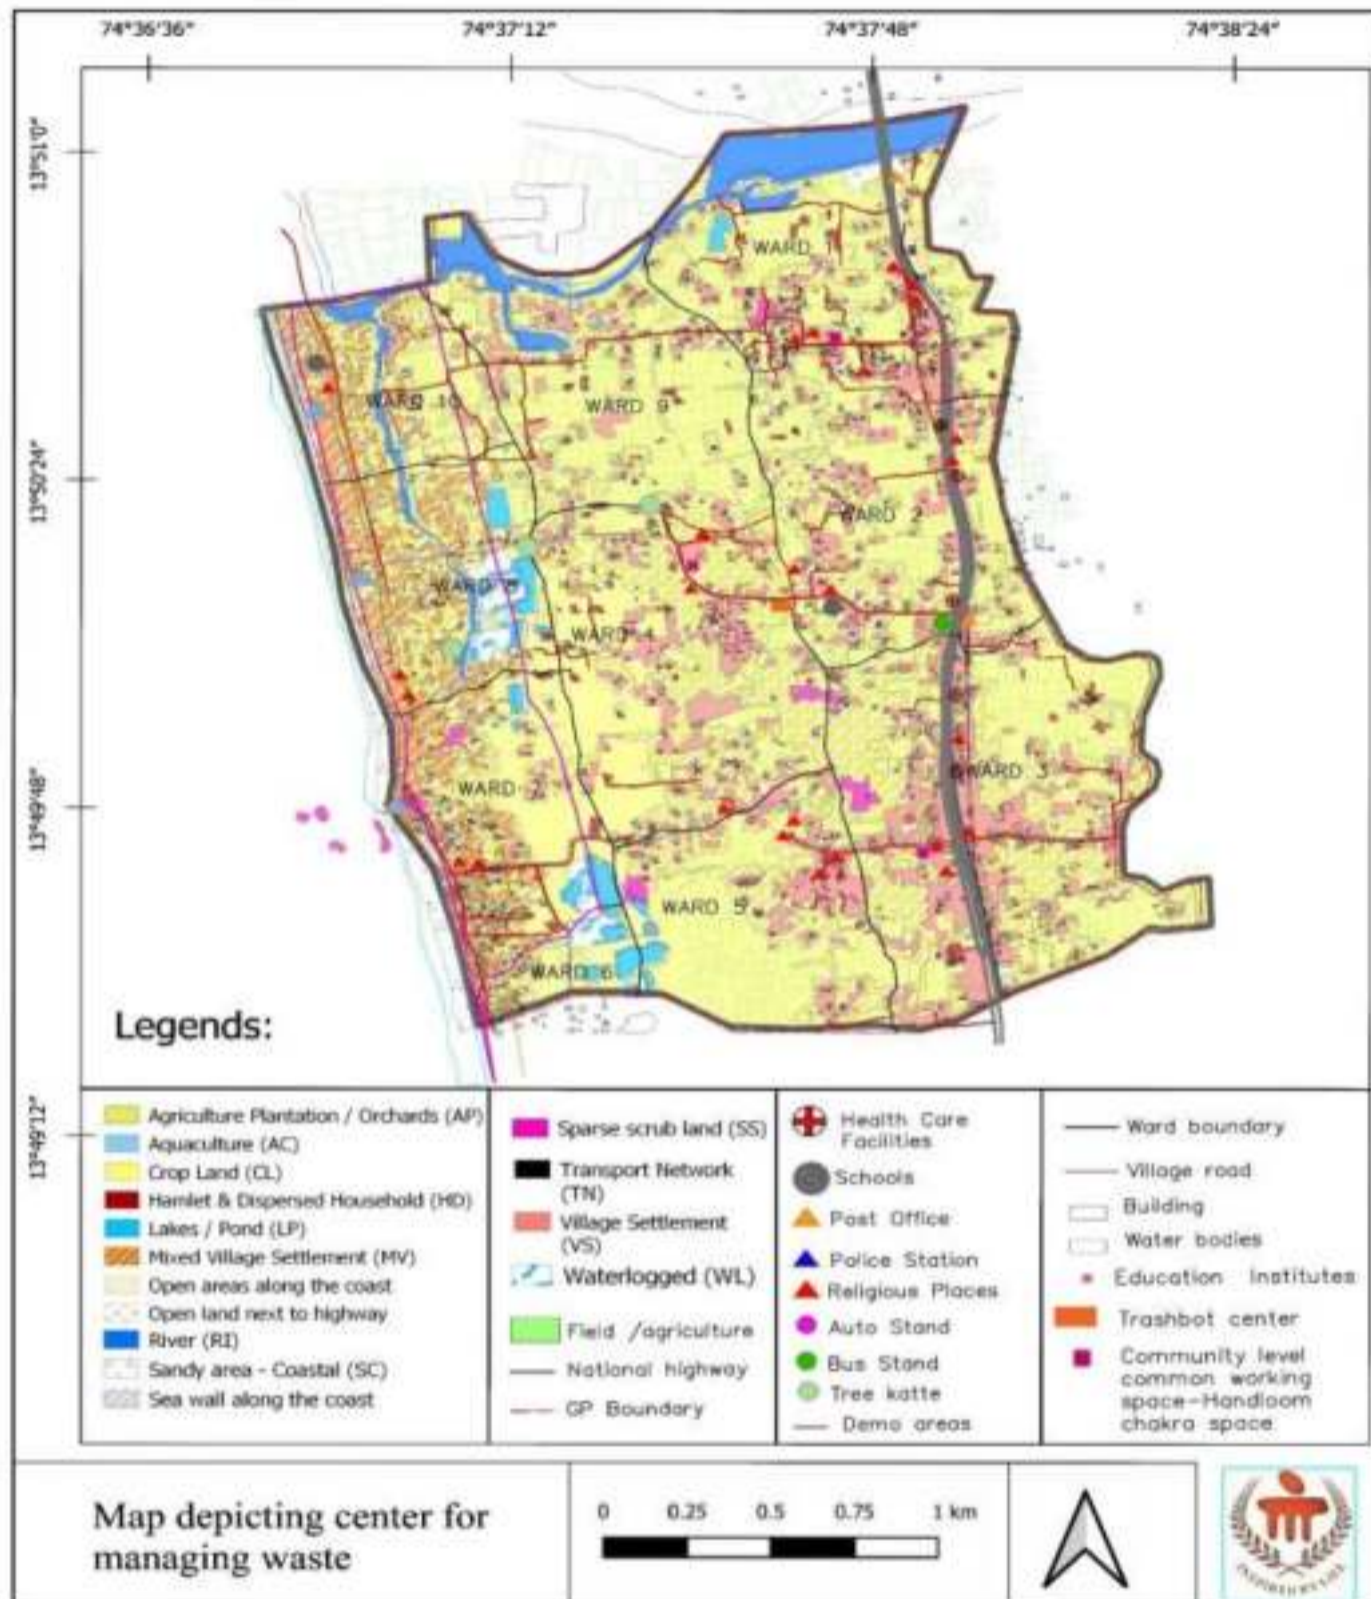 74°36'36"
74°37'12"
74°37'48"
74°38'24"
13°51'0"
13°50'24"
13°49'48"
13°49'12"
WARD 1
WARD 10
WARD 9
WARD 2
WARD 8
WARD 4
WARD 3
WARD 7
WARD 5
WARD 6
Legends:
Agriculture Plantation / Orchards (AP)
Aquaculture (AC)
Crop Land (CL)
Hamlet & Dispersed Household (HD)
Lakes / Pond (LP)
Mixed Village Settlement (MV)
Open areas along the coast
Open land next to highway
River (RI)
Sandy area - Coastal (SC)
Sea wall along the coast
Sparse scrub land (SS)
Transport Network
(TN)
Village Settlement
(VS)
Waterlogged (WL)
Field /agriculture
National highway
GP Boundary
Health Care
Facilities
Schools
Post Office
Police Station
Religious Places
Auto Stand
Bus Stand
Tree katte
Demo areas
Ward boundary
Village road
Building
Water bodies
Education Institutes
Trashbot center
Community level
common working
space-Handloom
chakra space
Map depicting center for
managing waste
0 0.25 0.5 0.75 1 km
INSPIRED BY LIFE